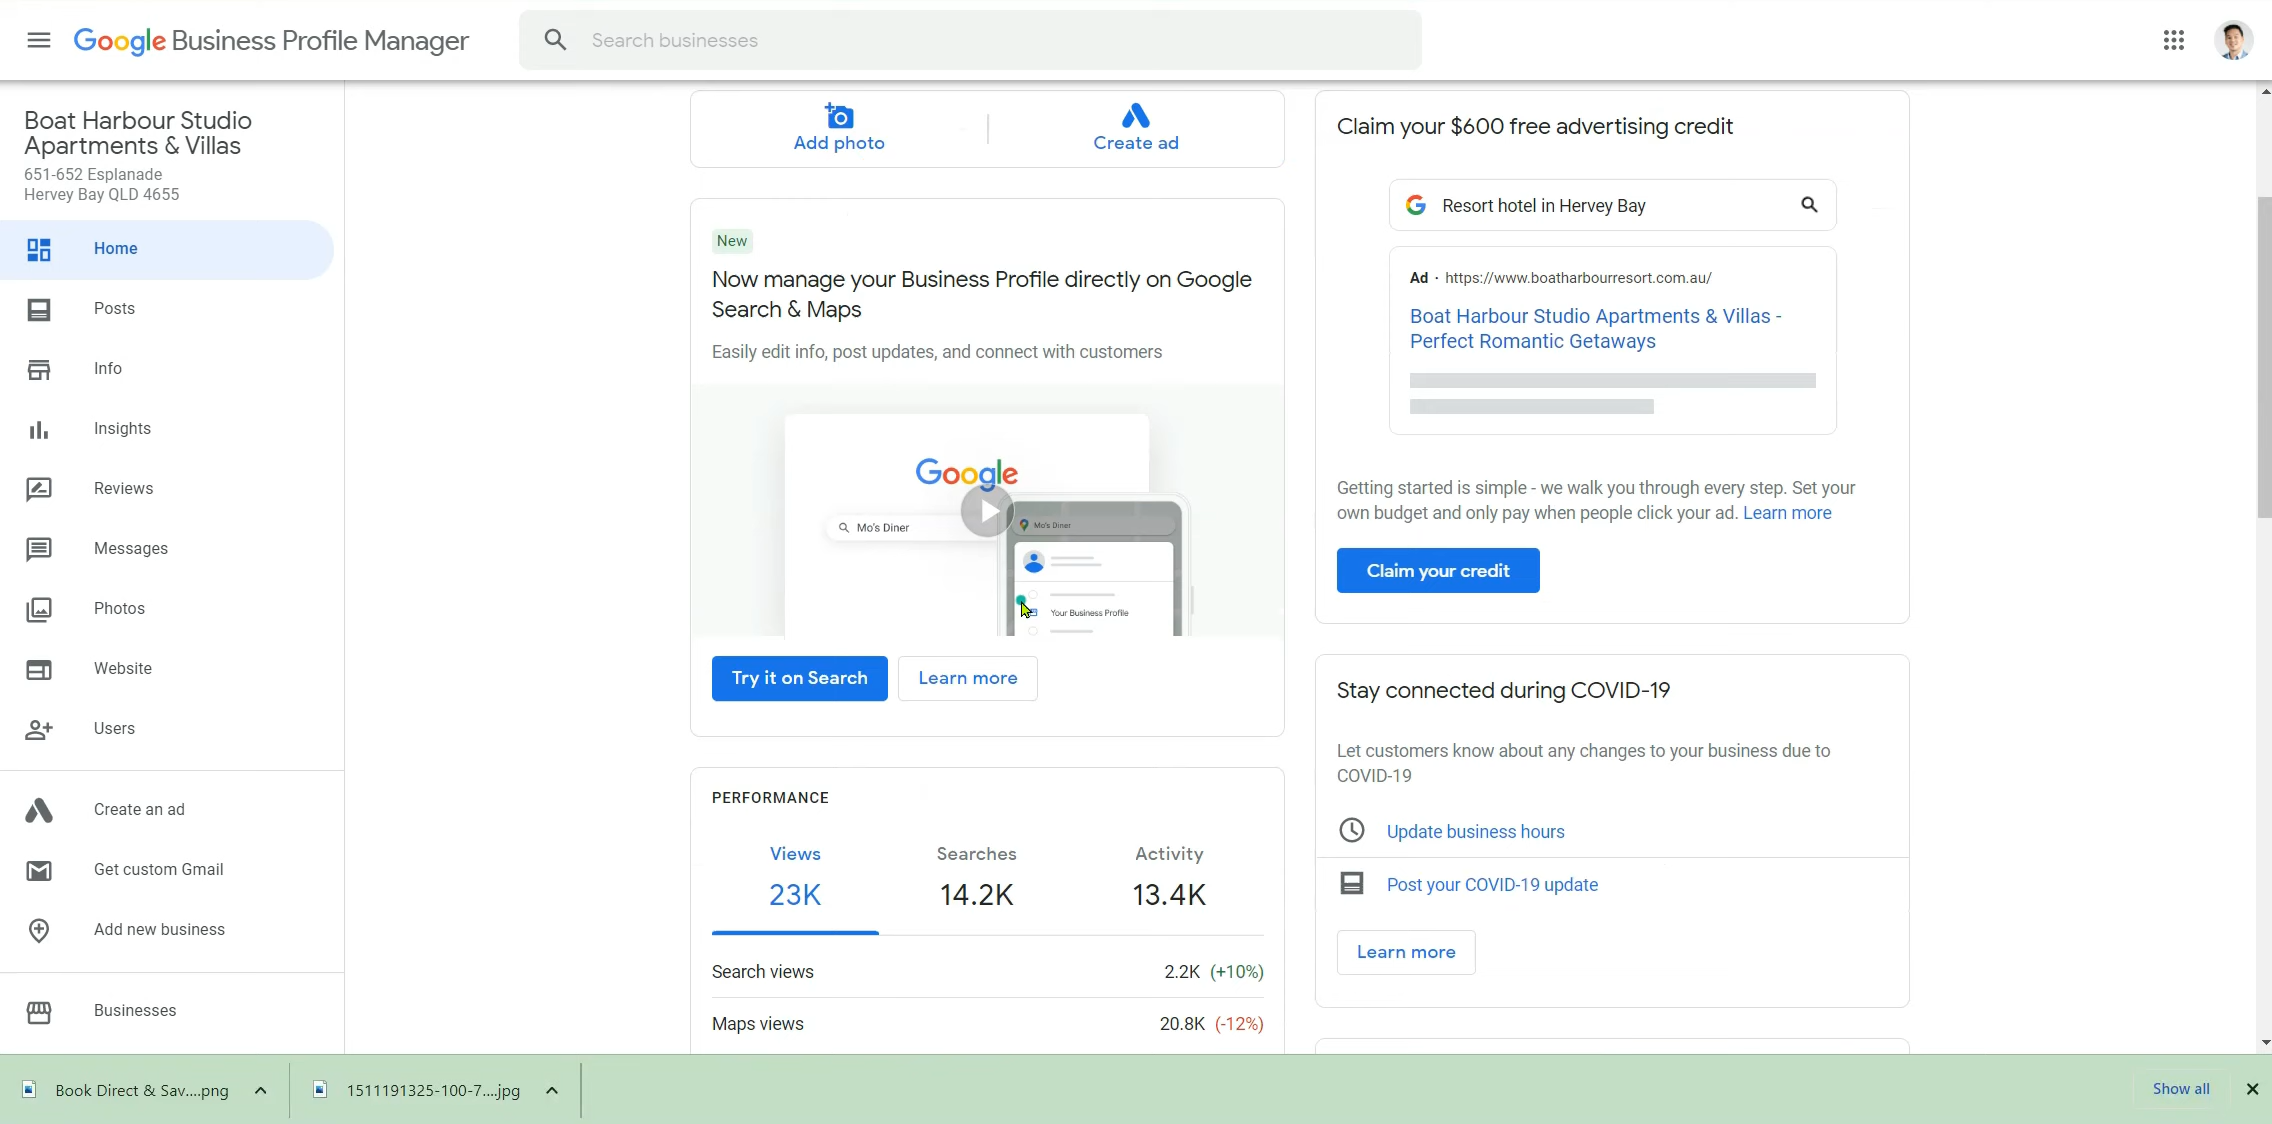 Google Business Profile Manager
Search businesses
Boat Harbour Studio
Apartments & Villas
651-652 Esplanade
Hervey Bay QLD 4655
Home
Posts
Info
Insights
Reviews
Messages
Photos
Website
Users
Create an ad
Get custom Gmail
Add new business
Businesses
Add photo
Create ad
New
Now manage your Business Profile directly on Google
Search & Maps
Easily edit info, post updates, and connect with customers
Google
Mo's Diner
Mo's Diner
Your Business Profile
Try it on Search
Learn more
PERFORMANCE
Views
Searches
Activity
23K
14.2K
13.4K
Search views
2.2K (+10%)
Maps views
20.8K (-12%)
Claim your $600 free advertising credit
Resort hotel in Hervey Bay
Ad · https://www.boatharbourresort.com.au/
Boat Harbour Studio Apartments & Villas -
Perfect Romantic Getaways
Getting started is simple - we walk you through every step. Set your
own budget and only pay when people click your ad. Learn more
Claim your credit
Stay connected during COVID-19
Let customers know about any changes to your business due to
COVID-19
Update business hours
Post your COVID-19 update
Learn more
Book Direct & Sav....png
1511191325-100-7....jpg
Show all